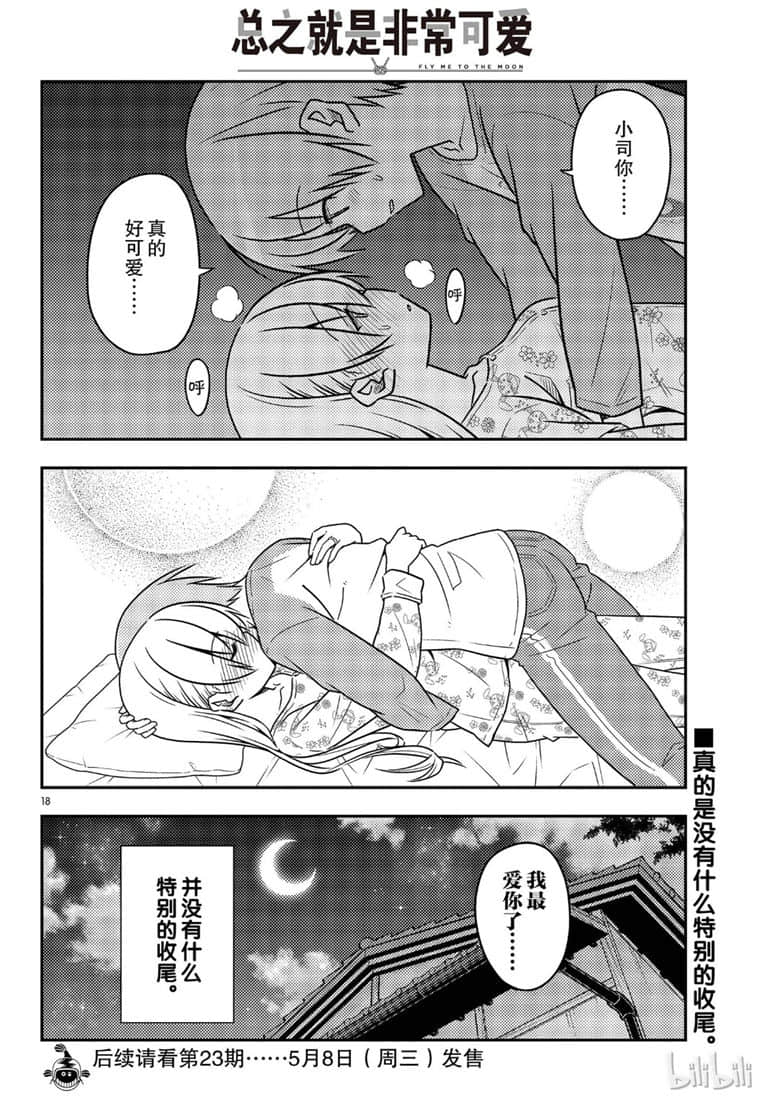 总之就是非常可爱
FLY ME TO THE MOON
小司你……
真的
好可爱……
呼
呼
18
我最
爱你了……
并没有什么
特别的收尾。
■真的是没有什么特别的收尾。
后续请看第23期……5月8日（周三）发售
bilibili